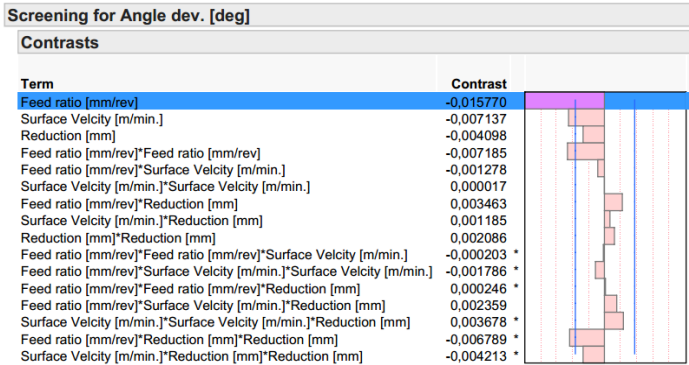 Screening for Angle dev. [deg]
Contrasts
Term Contrast
Feed ratio [mm/rev] -0,015770
Surface Velcity [m/min.] -0,007137
Reduction [mm] -0,004098
Feed ratio [mm/rev]*Feed ratio [mm/rev] -0,007185
Feed ratio [mm/rev]*Surface Velcity [m/min.] -0,001278
Surface Velcity [m/min.]*Surface Velcity [m/min.] 0,000017
Feed ratio [mm/rev]*Reduction [mm] 0,003463
Surface Velcity [m/min.]*Reduction [mm] 0,001185
Reduction [mm]*Reduction [mm] 0,002086
Feed ratio [mm/rev]*Feed ratio [mm/rev]*Surface Velcity [m/min.] -0,000203 *
Feed ratio [mm/rev]*Surface Velcity [m/min.]*Surface Velcity [m/min.] -0,001786 *
Feed ratio [mm/rev]*Feed ratio [mm/rev]*Reduction [mm] 0,000246 *
Feed ratio [mm/rev]*Surface Velcity [m/min.]*Reduction [mm] 0,002359
Surface Velcity [m/min.]*Surface Velcity [m/min.]*Reduction [mm] 0,003678 *
Feed ratio [mm/rev]*Reduction [mm]*Reduction [mm] -0,006789 *
Surface Velcity [m/min.]*Reduction [mm]*Reduction [mm] -0,004213 *